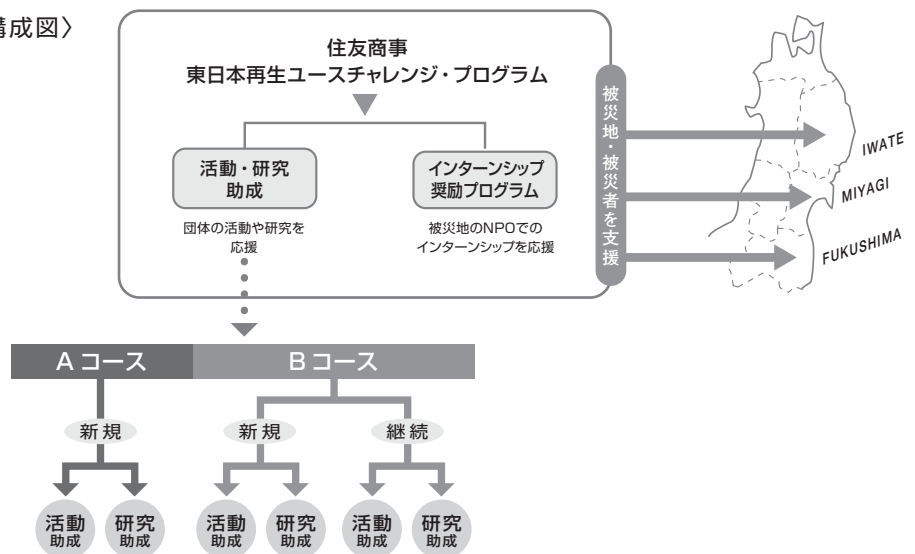 構成図〉
住友商事
東日本再生ユースチャレンジ・プログラム
活動・研究
助成
インターンシップ
奨励プログラム
団体の活動や研究を
応援
被災地のNPOでの
インターンシップを応援
被災地・被災者を支援
IWATE
MIYAGI
FUKUSHIMA
Aコース
Bコース
新規
新規
継続
活動
助成
研究
助成
活動
助成
研究
助成
活動
助成
研究
助成